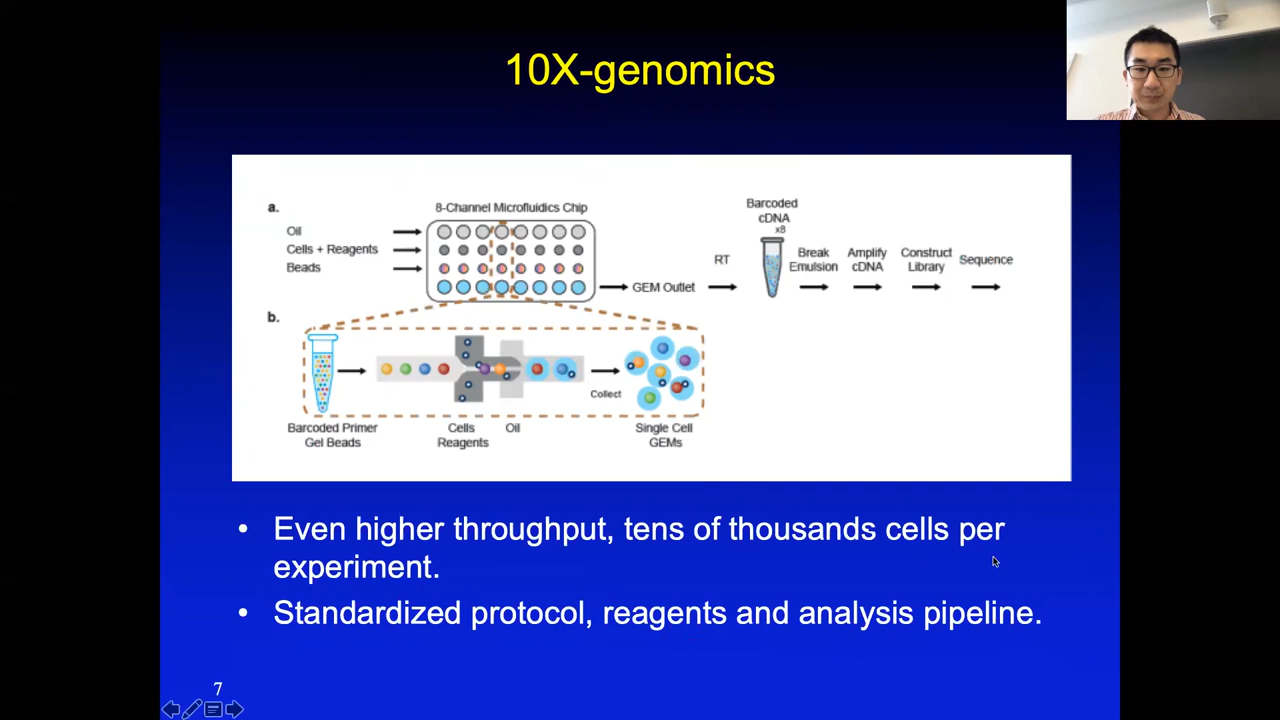 10X-genomics
a.
8-Channel Microfluidics Chip
Oil
Cells + Reagents
Beads
GEM Outlet
RT
Barcoded
cDNA
x8
Break
Emulsion
Amplify
cDNA
Construct
Library
Sequence
b.
Collect
Barcoded Primer
Gel Beads
Cells
Reagents
Oil
Single Cell
GEMs
• Even higher throughput, tens of thousands cells per
experiment.
• Standardized protocol, reagents and analysis pipeline.
7